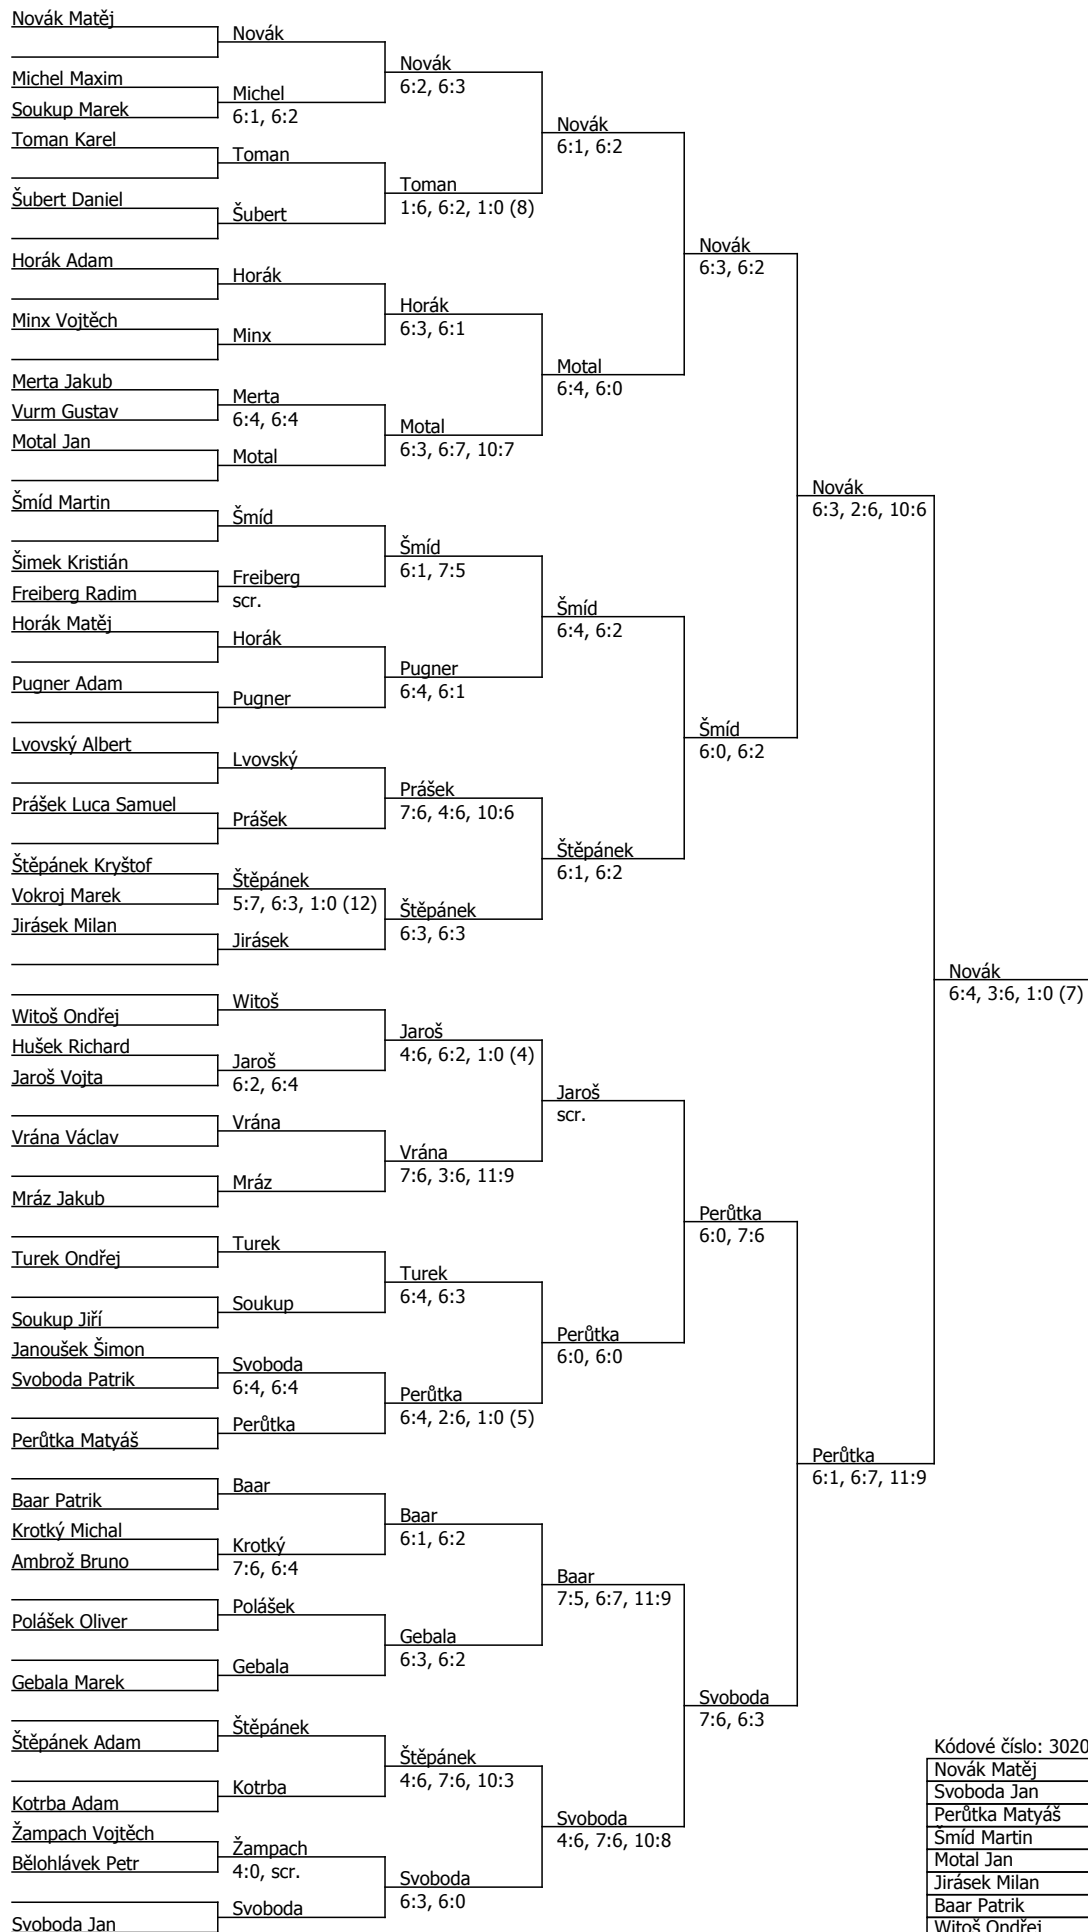 Novák Matěj
Michel Maxim
Soukup Marek
Toman Karel
Šubert Daniel
Horák Adam
Minx Vojtěch
Merta Jakub
Vurm Gustav
Motal Jan
Šmíd Martin
Šimek Kristián
Freiberg Radim
Horák Matěj
Pugner Adam
Lvovský Albert
Prášek Luca Samuel
Štěpánek Kryštof
Vokroj Marek
Jirásek Milan
Witoš Ondřej
Hušek Richard
Jaroš Vojta
Vrána Václav
Mráz Jakub
Turek Ondřej
Soukup Jiří
Janoušek Šimon
Svoboda Patrik
Perůtka Matyáš
Baar Patrik
Krotký Michal
Ambrož Bruno
Polášek Oliver
Gebala Marek
Štěpánek Adam
Kotrba Adam
Žampach Vojtěch
Bělohlávek Petr
Svoboda Jan
Novák
Michel
6:1, 6:2
Toman
Šubert
Horák
Minx
Merta
6:4, 6:4
Motal
Šmíd
Freiberg
scr.
Horák
Pugner
Lvovský
Prášek
Štěpánek
5:7, 6:3, 1:0 (12)
Jirásek
Witoš
Jaroš
6:2, 6:4
Vrána
Mráz
Turek
Soukup
Svoboda
6:4, 6:4
Perůtka
Baar
Krotký
7:6, 6:4
Polášek
Gebala
Štěpánek
Kotrba
Žampach
4:0, scr.
Svoboda
Novák
6:2, 6:3
Toman
1:6, 6:2, 1:0 (8)
Horák
6:3, 6:1
Motal
6:3, 6:7, 10:7
Šmíd
6:1, 7:5
Pugner
6:4, 6:1
Prášek
7:6, 4:6, 10:6
Štěpánek
6:3, 6:3
Jaroš
4:6, 6:2, 1:0 (4)
Vrána
7:6, 3:6, 11:9
Turek
6:4, 6:3
Perůtka
6:4, 2:6, 1:0 (5)
Baar
6:1, 6:2
Gebala
6:3, 6:2
Štěpánek
4:6, 7:6, 10:3
Svoboda
6:3, 6:0
Novák
6:1, 6:2
Motal
6:4, 6:0
Šmíd
6:4, 6:2
Štěpánek
6:1, 6:2
Jaroš
scr.
Perůtka
6:0, 6:0
Baar
7:5, 6:7, 11:9
Svoboda
4:6, 7:6, 10:8
Novák
6:3, 6:2
Šmíd
6:0, 6:2
Perůtka
6:0, 7:6
Svoboda
7:6, 6:3
Novák
6:3, 2:6, 10:6
Perůtka
6:1, 6:7, 11:9
Novák
6:4, 3:6, 1:0 (7)
Kódové číslo: 3020
Novák Matěj
Svoboda Jan
Perůtka Matyáš
Šmíd Martin
Motal Jan
Jirásek Milan
Baar Patrik
Witoš Ondřej